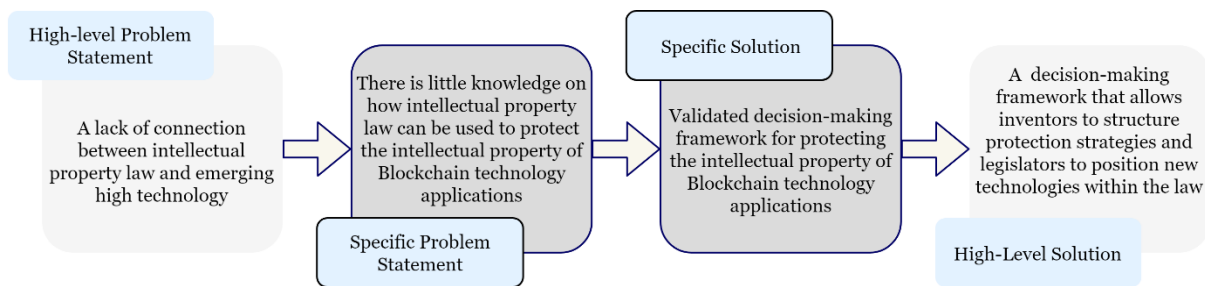 High-level Problem
Statement
A lack of connection
between intellectual
property law and emerging
high technology
There is little knowledge on
how intellectual property
law can be used to protect
the intellectual property of
Blockchain technology
applications
Specific Problem
Statement
Specific Solution
Validated decision-making
framework for protecting
the intellectual property of
Blockchain technology
applications
A decision-making
framework that allows
inventors to structure
protection strategies and
legislators to position new
technologies within the law
High-Level Solution